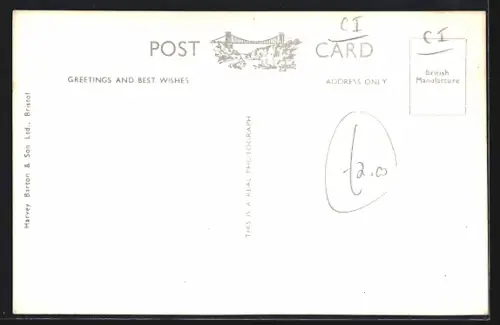 CI
POST CARD
CI
GREETINGS AND BEST WISHES
ADDRESS ONLY
British
Manufacture
Harvey Barton & Son Ltd., Bristol
THIS IS A REAL PHOTOGRAPH
£2.00